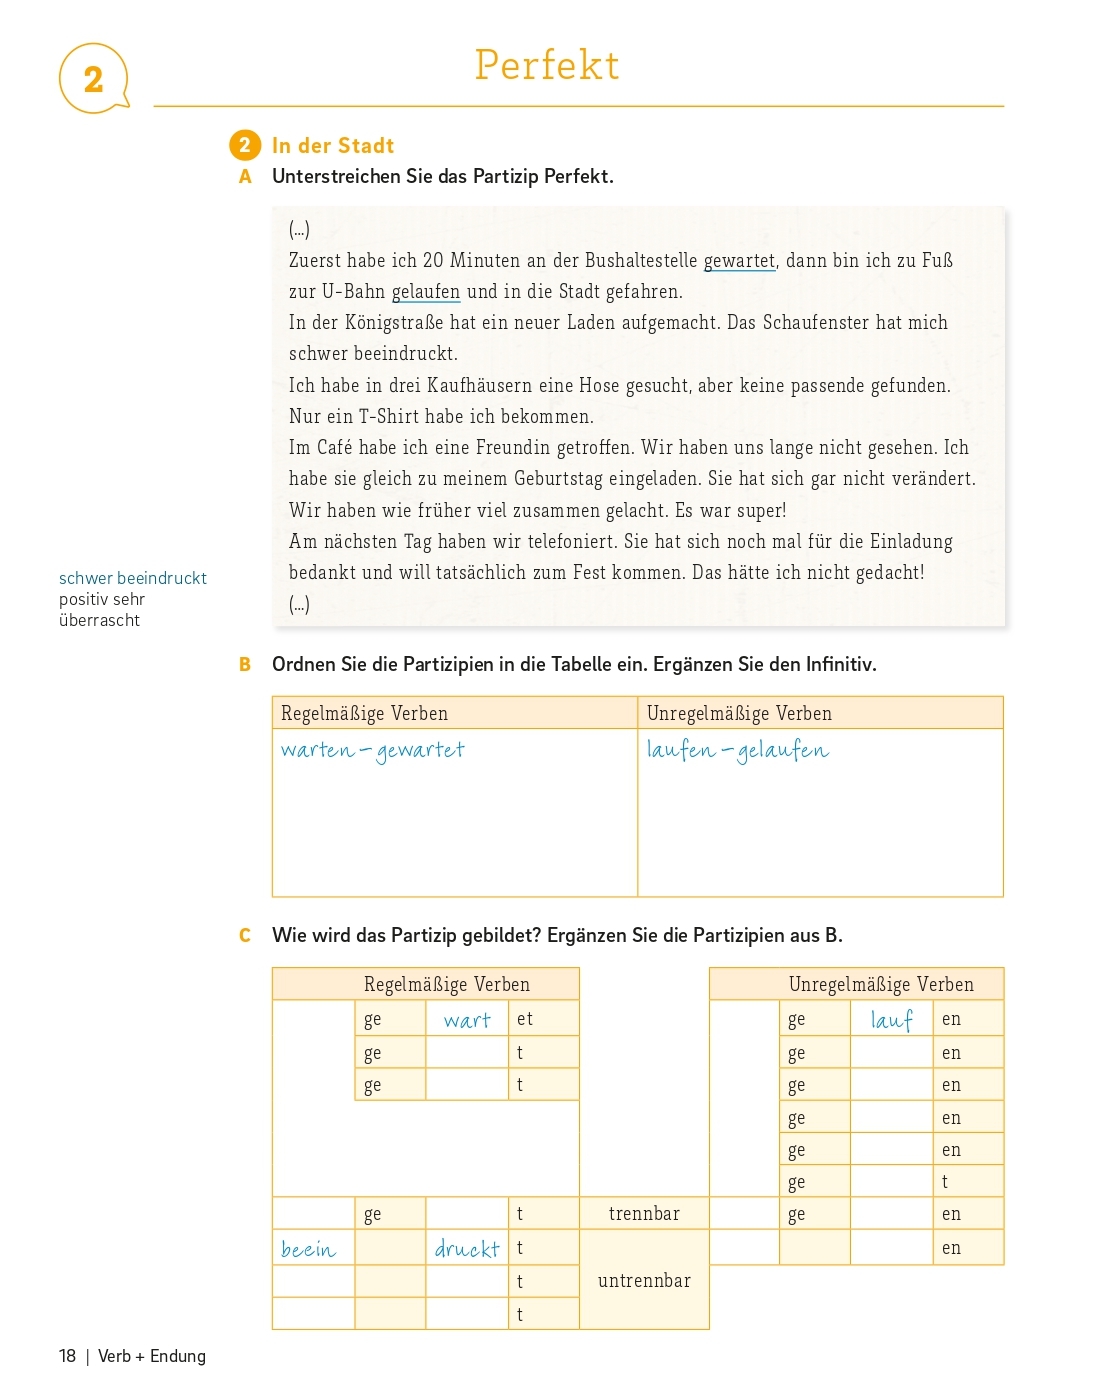 2
Perfekt
2 In der Stadt
A Unterstreichen Sie das Partizip Perfekt.
(...)
Zuerst habe ich 20 Minuten an der Bushaltestelle gewartet, dann bin ich zu Fuß
zur U-Bahn gelaufen und in die Stadt gefahren.
In der Königstraße hat ein neuer Laden aufgemacht. Das Schaufenster hat mich
schwer beeindruckt.
Ich habe in drei Kaufhäusern eine Hose gesucht, aber keine passende gefunden.
Nur ein T-Shirt habe ich bekommen.
Im Café habe ich eine Freundin getroffen. Wir haben uns lange nicht gesehen. Ich
habe sie gleich zu meinem Geburtstag eingeladen. Sie hat sich gar nicht verändert.
Wir haben wie früher viel zusammen gelacht. Es war super!
Am nächsten Tag haben wir telefoniert. Sie hat sich noch mal für die Einladung
bedankt und will tatsächlich zum Fest kommen. Das hätte ich nicht gedacht!
(...)
schwer beeindruckt
positiv sehr
überrascht
B Ordnen Sie die Partizipien in die Tabelle ein. Ergänzen Sie den Infinitiv.
Regelmäßige Verben Unregelmäßige Verben
warten – gewartet laufen – gelaufen
C Wie wird das Partizip gebildet? Ergänzen Sie die Partizipien aus B.
Regelmäßige Verben Unregelmäßige Verben
ge wart et ge lauf en
ge t ge en
ge t ge en
ge en
ge en
ge t
ge t trennbar ge en
beein druckt t en
t untrennbar
t
18 | Verb + Endung